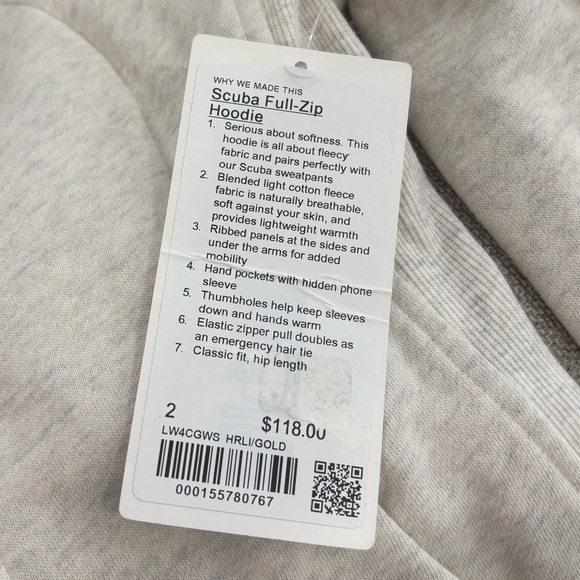 WHY WE MADE THIS
Scuba Full-Zip
Hoodie
1. Serious about softness. This
hoodie is all about fleecy
fabric and pairs perfectly with
our Scuba sweatpants
2. Blended light cotton fleece
fabric is naturally breathable,
soft against your skin, and
provides lightweight warmth
3. Ribbed panels at the sides and
under the arms for added
mobility
4. Hand pockets with hidden phone
sleeve
5. Thumbholes help keep sleeves
down and hands warm
6. Elastic zipper pull doubles as
an emergency hair tie
7. Classic fit, hip length
2 $118.00
LW4CGWS HRLI/GOLD
000155780767